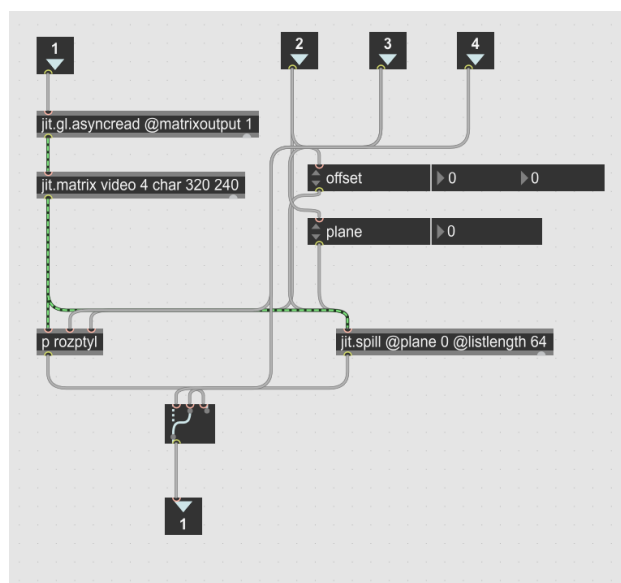 1
2
3
4
jit.gl.asyncread @matrixoutput 1
jit.matrix video 4 char 320 240
offset 0 0
plane 0
p rozptyl
jit.spill @plane 0 @listlength 64
1